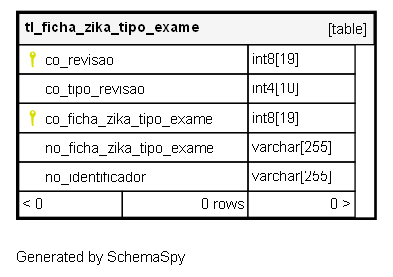 tl_ficha_zika_tipo_exame [table]
co_revisao int8[19]
co_tipo_revisao int4[10]
co_ficha_zika_tipo_exame int8[19]
no_ficha_zika_tipo_exame varchar[255]
no_identificador varchar[255]
< 0 0 rows 0 >
Generated by SchemaSpy